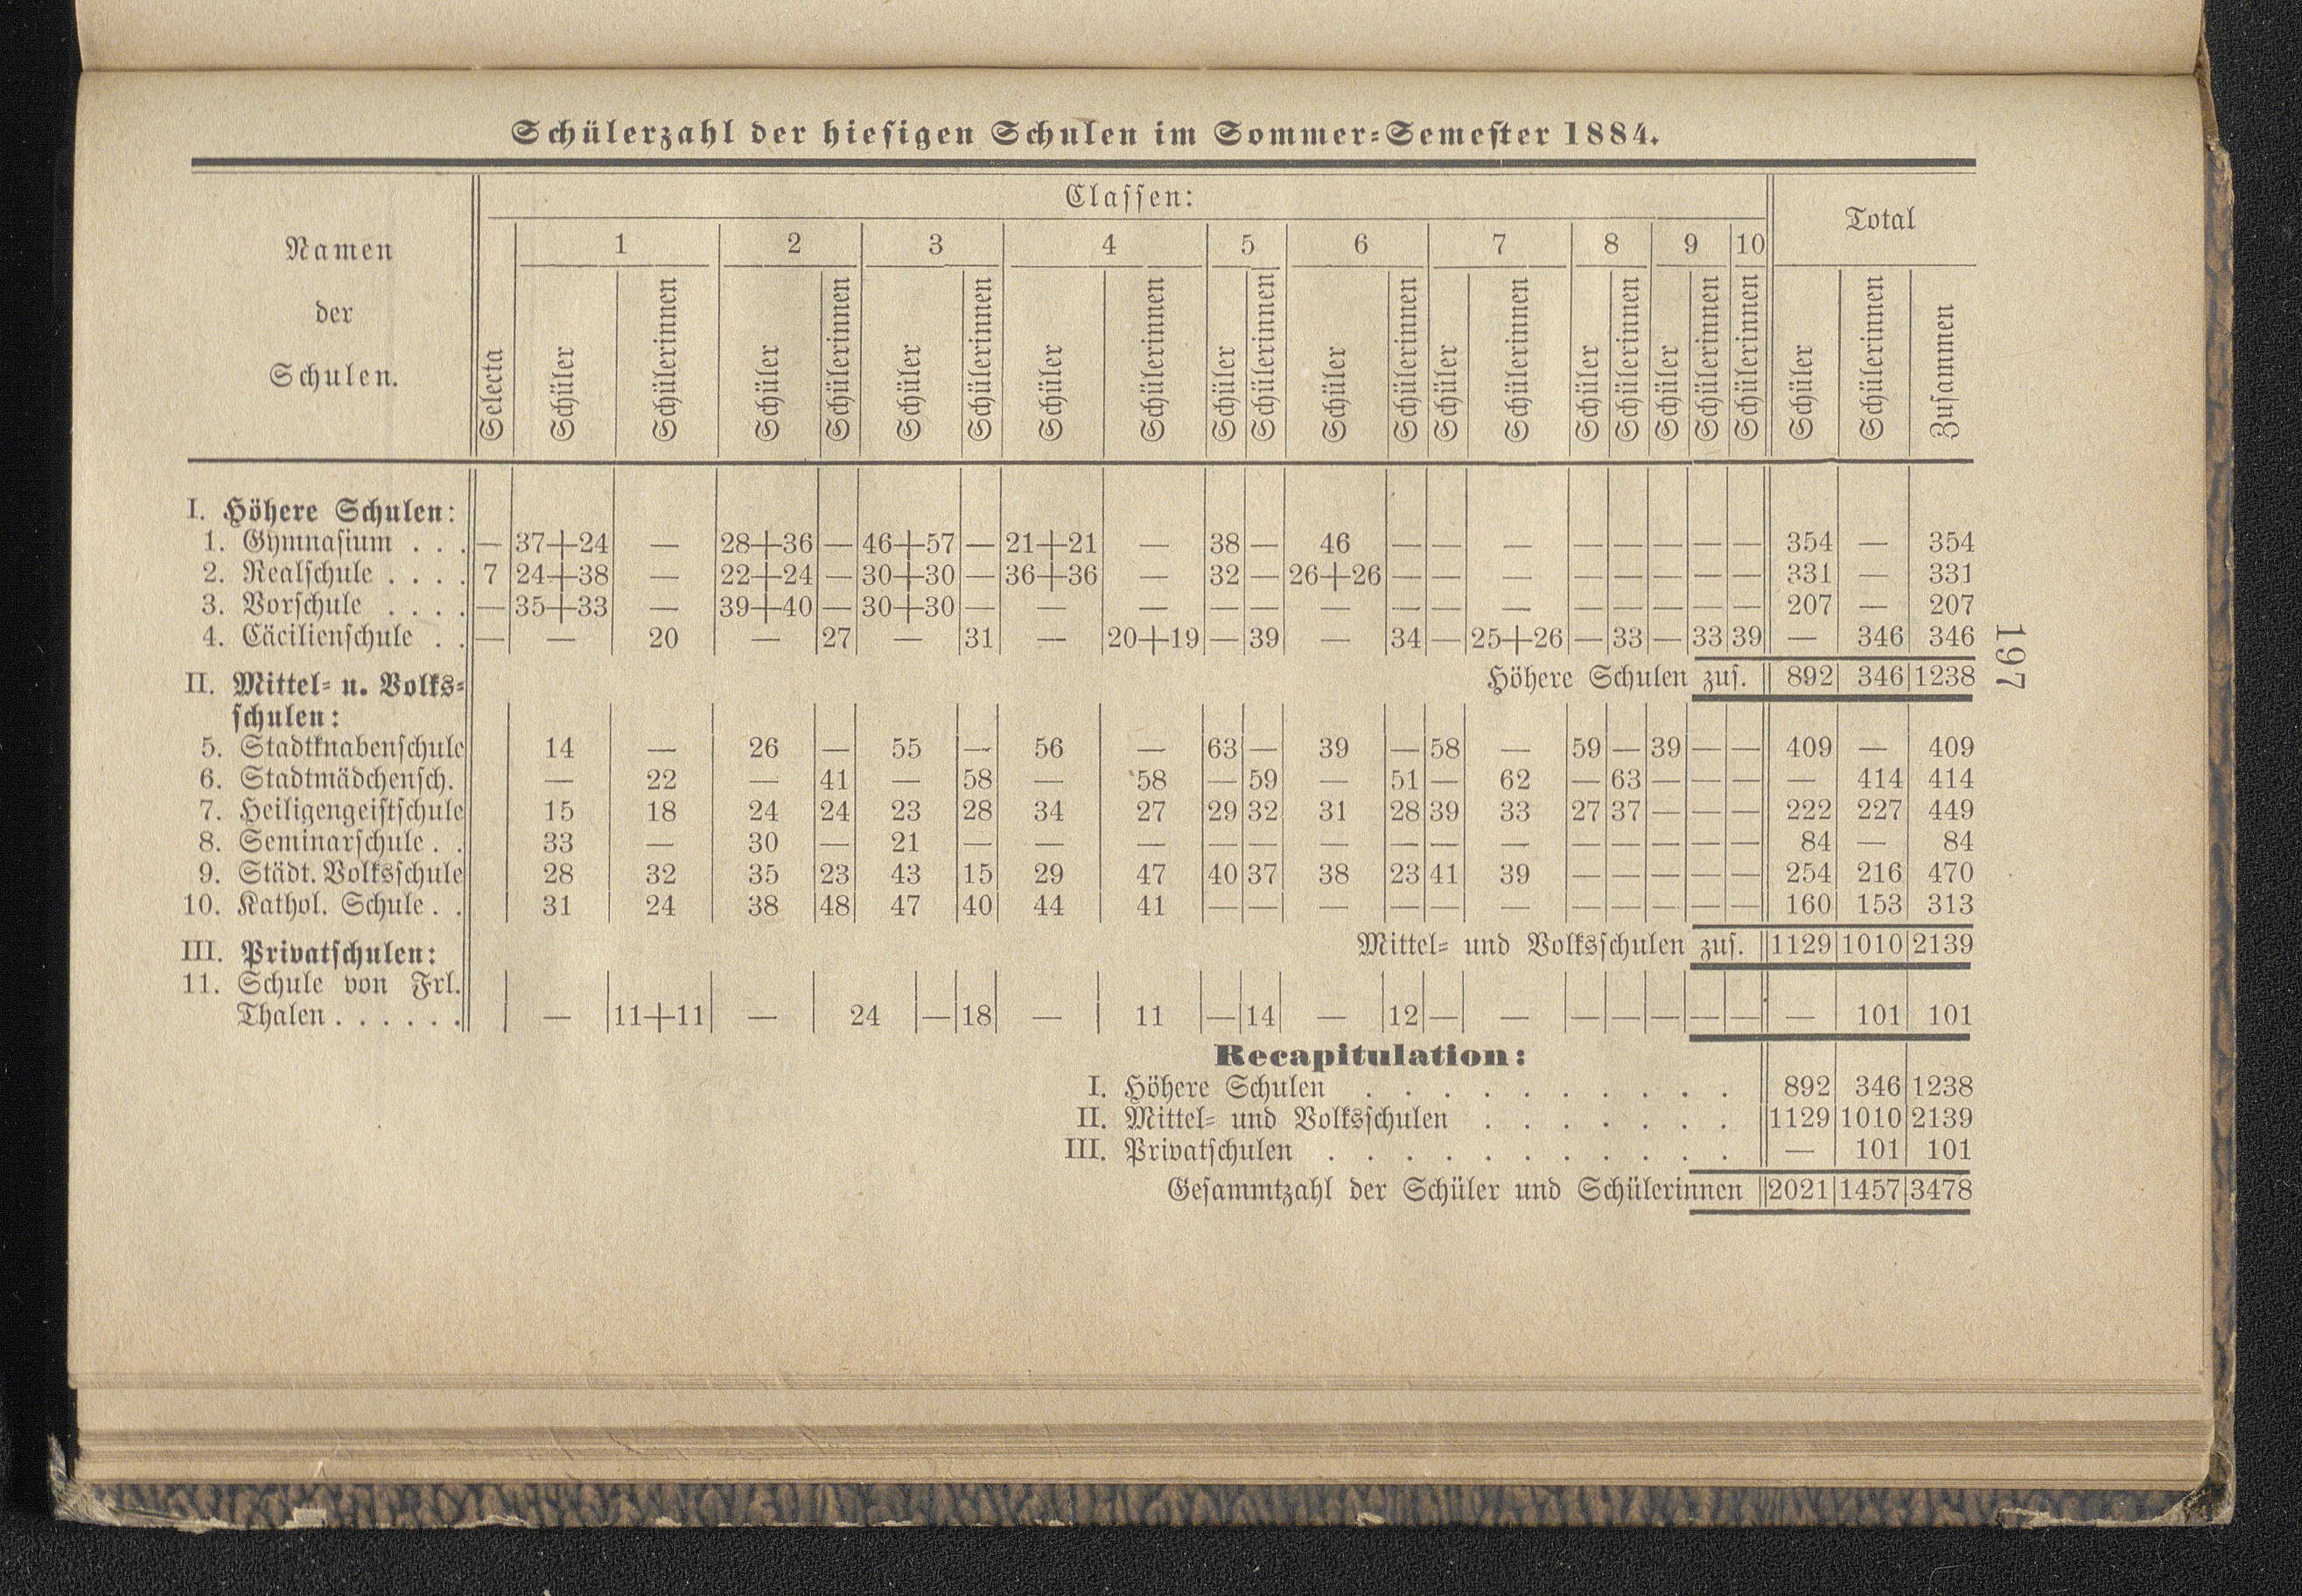 Schülerzahl der hiesigen Schulen im Sommer-Semester 1884.
Namen der Schulen.
Classen:
Total
1 2 3 4 5 6 7 8 9 10
Selecta Schüler Schülerinnen Schüler Schülerinnen Schüler Schülerinnen Schüler Schülerinnen Schüler Schülerinnen Schüler Schülerinnen Schüler Schülerinnen Schüler Schülerinnen Schüler Schülerinnen Schülerinnen Schüler Schülerinnen Zusammen
I. Höhere Schulen:
1. Gymnasium . . . — 37+24 — 28+36 — 46+57 — 21+21 — 38 — 46 — — — — — — — — 354 — 354
2. Realschule . . . . 7 24+38 — 22+24 — 30+30 — 36+36 — 32 — 26+26 — — — — — — — — 331 — 331
3. Vorschule . . . . — 35+33 — 39+40 — 30+30 — — — — — — — — — — — — — — 207 — 207
4. Cäcilienschule . . — — 20 — 27 — 31 — 20+19 — 39 — 34 — 25+26 — 33 — 33 39 — 346 346
Höhere Schulen zus. 892 346 1238
II. Mittel- u. Volks-
schulen:
5. Stadtknabenschule 14 — 26 — 55 — 56 — 63 — 39 — 58 — 59 — 39 — — 409 — 409
6. Stadtmädchensch. — 22 — 41 — 58 — 58 — 59 — 51 — 62 — 63 — — — — 414 414
7. Heiligengeistschule 15 18 24 24 23 28 34 27 29 32 31 28 39 33 27 37 — — — 222 227 449
8. Seminarschule . . 33 — 30 — 21 — — — — — — — — — — — — — — 84 — 84
9. Städt. Volksschule 28 32 35 23 43 15 29 47 40 37 38 23 41 39 — — — — — 254 216 470
10. Kathol. Schule . . 31 24 38 48 47 40 44 41 — — — — — — — — — — — 160 153 313
Mittel- und Volksschulen zus. 1129 1010 2139
III. Privatschulen:
11. Schule von Frl.
Thalen . . . . . . — 11+11 — 24 — 18 — 11 — 14 — 12 — — — — — — — — 101 101
Recapitulation:
I. Höhere Schulen . . . . . . . . . . 892 346 1238
II. Mittel- und Volksschulen . . . . . . . 1129 1010 2139
III. Privatschulen . . . . . . . . . . . — 101 101
Gesammtzahl der Schüler und Schülerinnen 2021 1457 3478
197